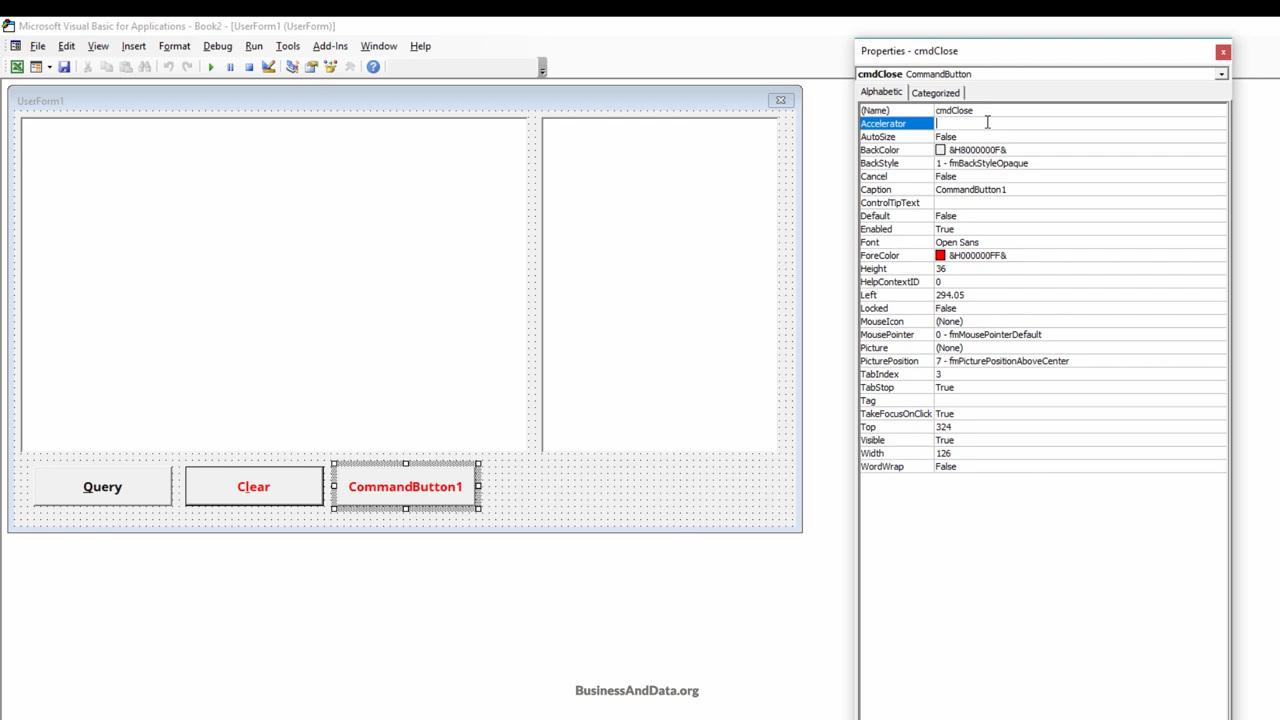 Microsoft Visual Basic for Applications - Book2 - [UserForm1 (UserForm)]
File Edit View Insert Format Debug Run Tools Add-Ins Window Help
UserForm1
Query
Clear
CommandButton1
Properties - cmdClose
cmdClose CommandButton
Alphabetic Categorized
(Name) cmdClose
Accelerator
AutoSize False
BackColor &H8000000F&
BackStyle 1 - fmBackStyleOpaque
Cancel False
Caption CommandButton1
ControlTipText
Default False
Enabled True
Font Open Sans
ForeColor &H000000FF&
Height 36
HelpContextID 0
Left 294.05
Locked False
MouseIcon (None)
MousePointer 0 - fmMousePointerDefault
Picture (None)
PicturePosition 7 - fmPicturePositionAboveCenter
TabIndex 3
TabStop True
Tag
TakeFocusOnClick True
Top 324
Visible True
Width 126
WordWrap False
BusinessAndData.org